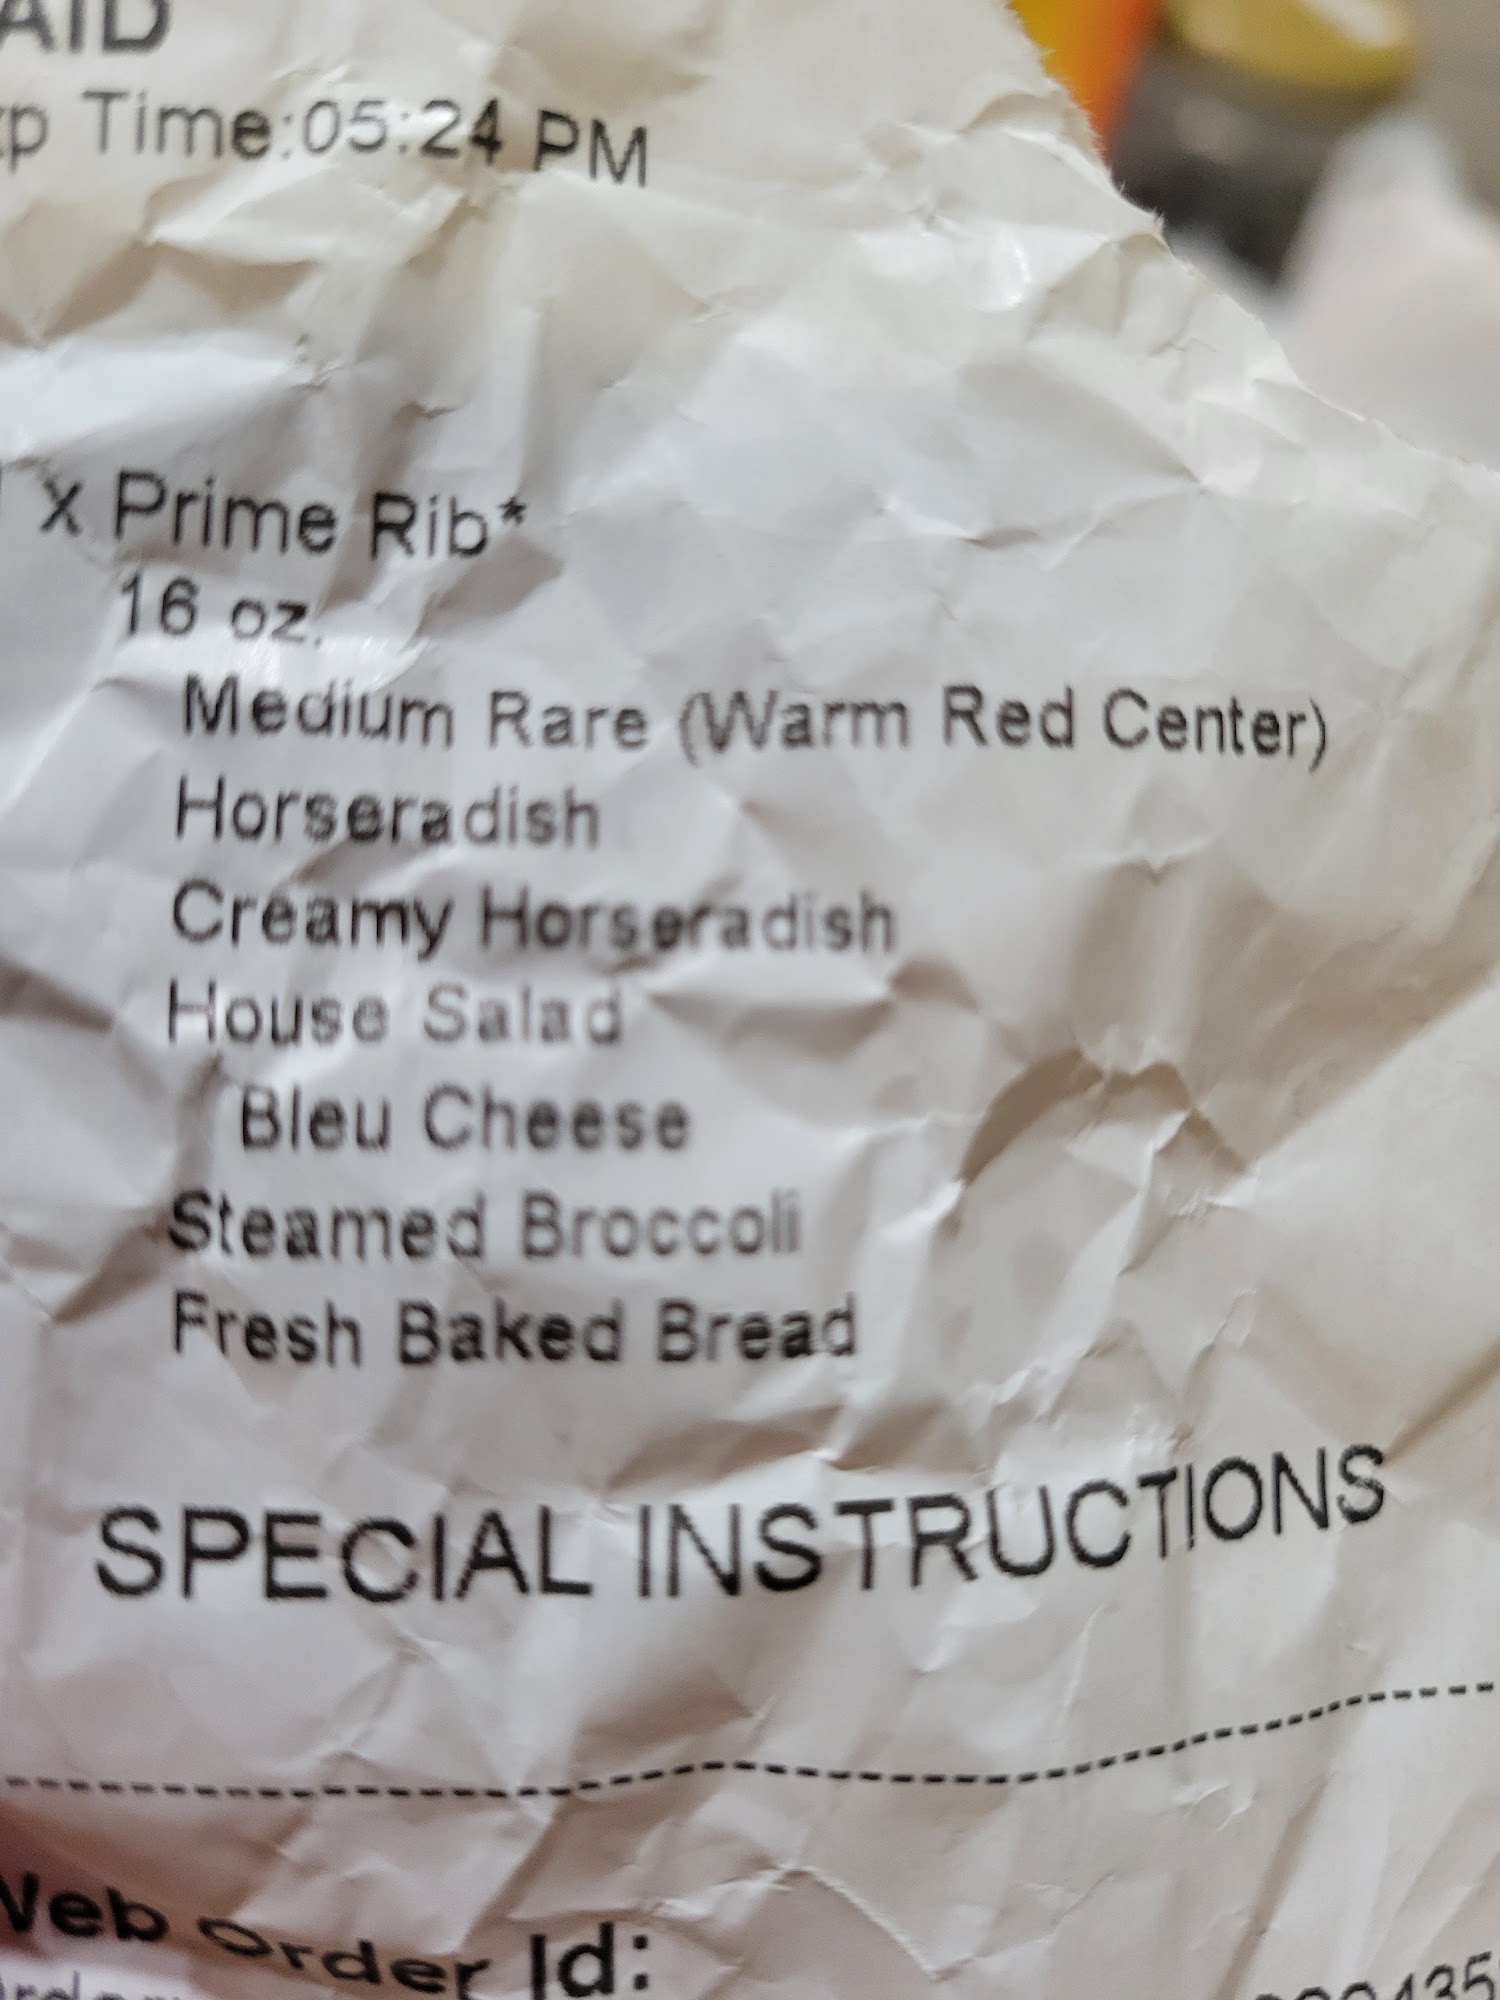 AID
p Time:05:24 PM
x Prime Rib*
16 oz.
Medium Rare (Warm Red Center)
Horseradish
Creamy Horseradish
House Salad
Bleu Cheese
Steamed Broccoli
Fresh Baked Bread
SPECIAL INSTRUCTIONS
Web Order Id: